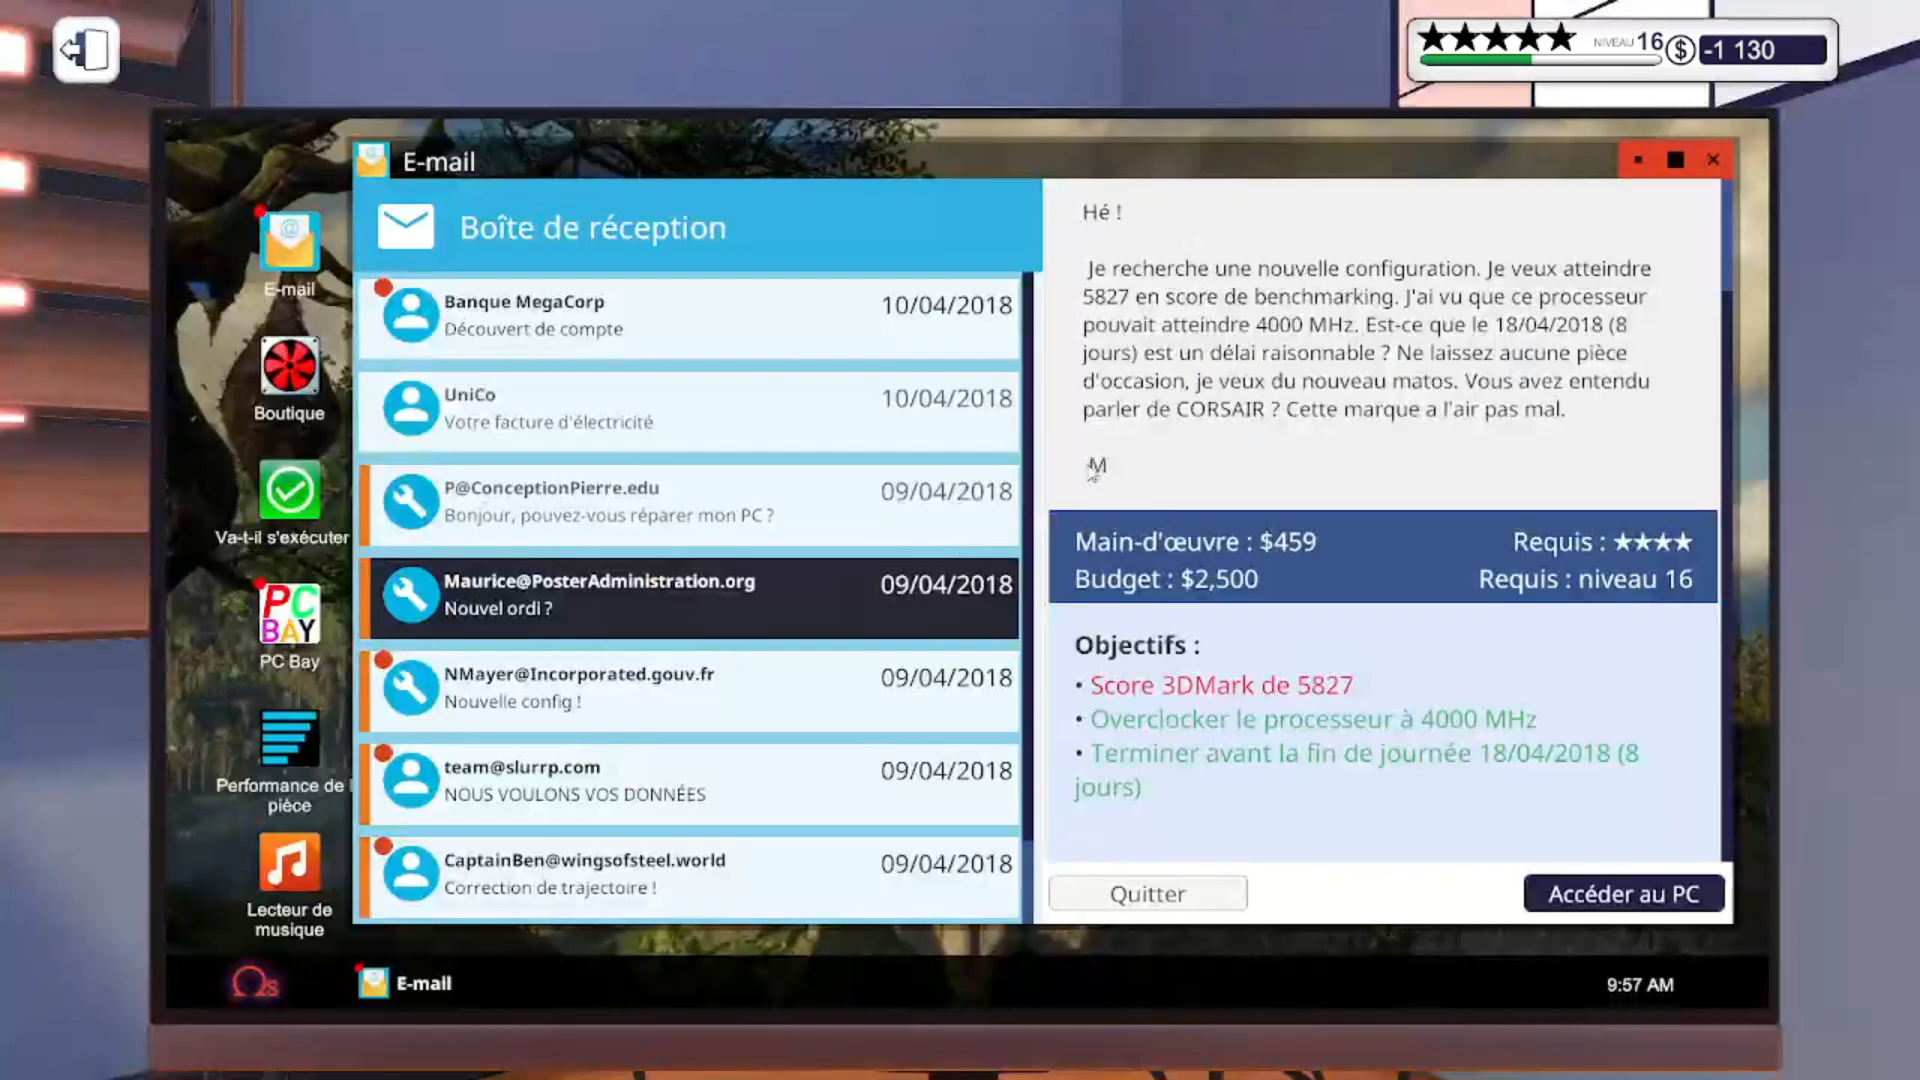 NIVEAU 16 $ -1 130
E-mail
Boîte de réception
Banque MegaCorp 10/04/2018
Découvert de compte
UniCo 10/04/2018
Votre facture d'électricité
P@ConceptionPierre.edu 09/04/2018
Bonjour, pouvez-vous réparer mon PC ?
Maurice@PosterAdministration.org 09/04/2018
Nouvel ordi ?
NMayer@Incorporated.gouv.fr 09/04/2018
Nouvelle config !
team@slurrp.com 09/04/2018
NOUS VOULONS VOS DONNÉES
CaptainBen@wingsofsteel.world 09/04/2018
Correction de trajectoire !
Hé !
Je recherche une nouvelle configuration. Je veux atteindre
5827 en score de benchmarking. J'ai vu que ce processeur
pouvait atteindre 4000 MHz. Est-ce que le 18/04/2018 (8
jours) est un délai raisonnable ? Ne laissez aucune pièce
d'occasion, je veux du nouveau matos. Vous avez entendu
parler de CORSAIR ? Cette marque a l'air pas mal.
M
Main-d'œuvre : $459 Requis : ★★★★
Budget : $2,500 Requis : niveau 16
Objectifs :
• Score 3DMark de 5827
• Overclocker le processeur à 4000 MHz
• Terminer avant la fin de journée 18/04/2018 (8
jours)
Quitter
Accéder au PC
E-mail
Boutique
Va-t-il s'exécuter
PC
BAY
PC Bay
Performance de l
pièce
Lecteur de
musique
Ωs
E-mail
9:57 AM